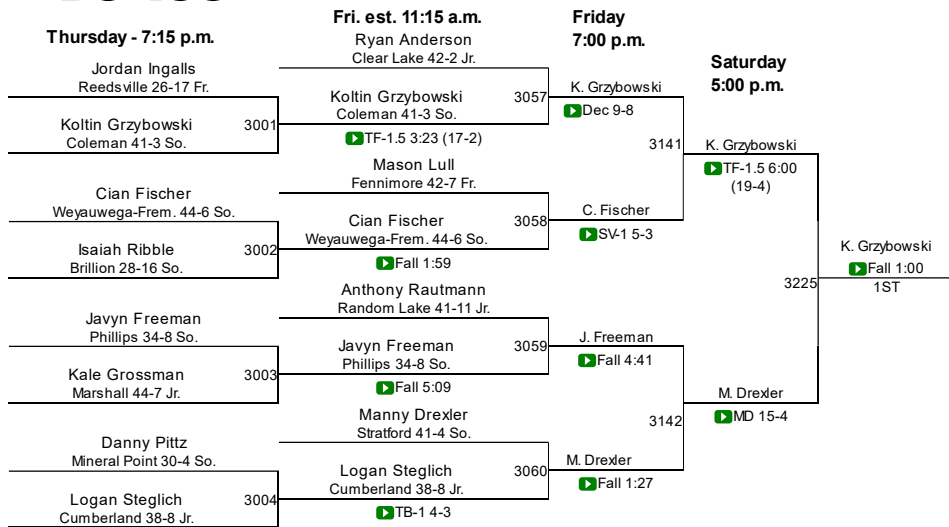 Fri. est. 11:15 a.m.
Friday
Thursday - 7:15 p.m.
7:00 p.m.
Saturday
5:00 p.m.
Jordan Ingalls
Reedsville 26-17 Fr.
Koltin Grzybowski
Coleman 41-3 So.
3001
Cian Fischer
Weyauwega-Frem. 44-6 So.
Isaiah Ribble
Brillion 28-16 So.
3002
Javyn Freeman
Phillips 34-8 So.
Kale Grossman
Marshall 44-7 Jr.
3003
Danny Pittz
Mineral Point 30-4 So.
Logan Steglich
Cumberland 38-8 Jr.
3004
Ryan Anderson
Clear Lake 42-2 Jr.
Koltin Grzybowski
Coleman 41-3 So.
TF-1.5 3:23 (17-2)
3057
Mason Lull
Fennimore 42-7 Fr.
Cian Fischer
Weyauwega-Frem. 44-6 So.
Fall 1:59
3058
Anthony Rautmann
Random Lake 41-11 Jr.
Javyn Freeman
Phillips 34-8 So.
Fall 5:09
3059
Manny Drexler
Stratford 41-4 So.
Logan Steglich
Cumberland 38-8 Jr.
TB-1 4-3
3060
K. Grzybowski
Dec 9-8
3141
C. Fischer
SV-1 5-3
J. Freeman
Fall 4:41
3142
M. Drexler
Fall 1:27
K. Grzybowski
TF-1.5 6:00
(19-4)
3225
M. Drexler
MD 15-4
K. Grzybowski
Fall 1:00
1ST